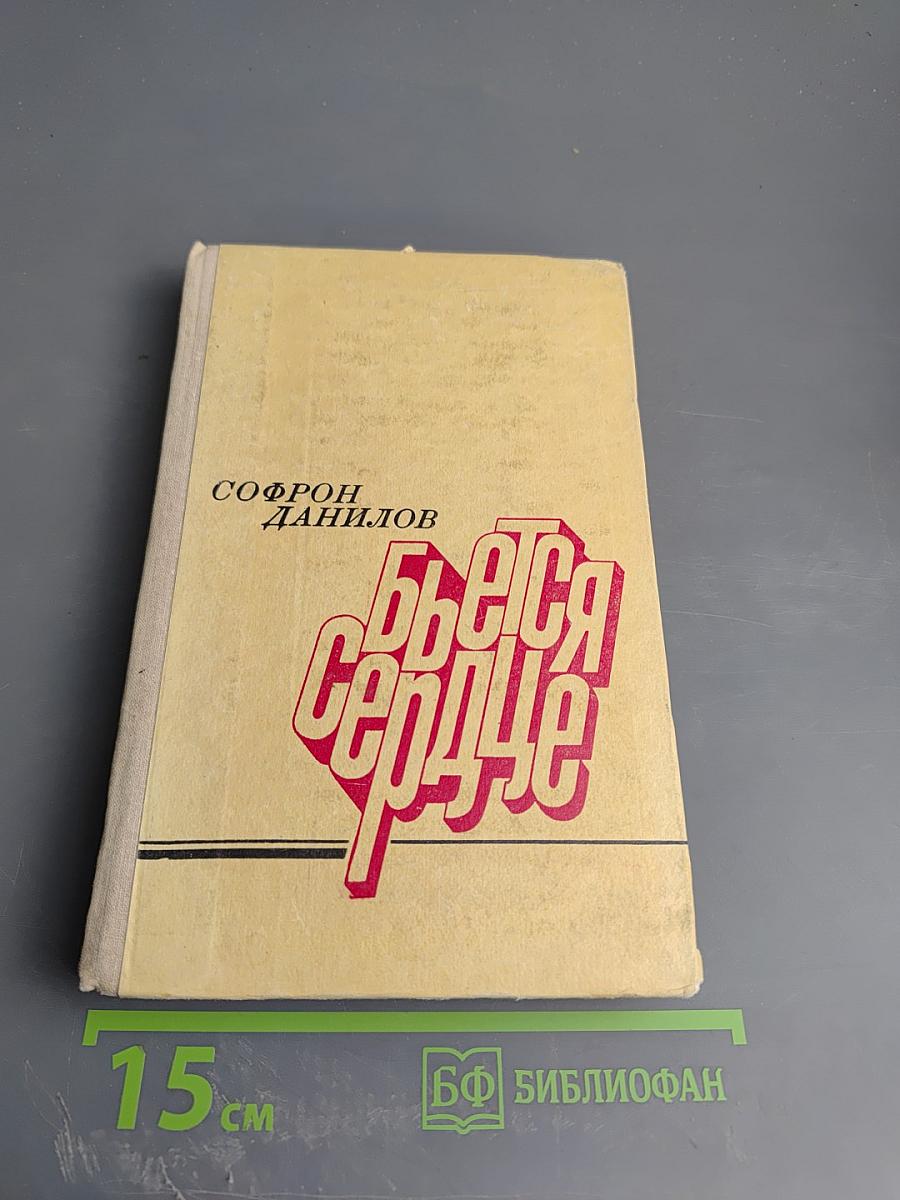 СОФРОН
ДАНИЛОВ
Бьется
Сердце
15 см
БФ БИБЛИОФАН